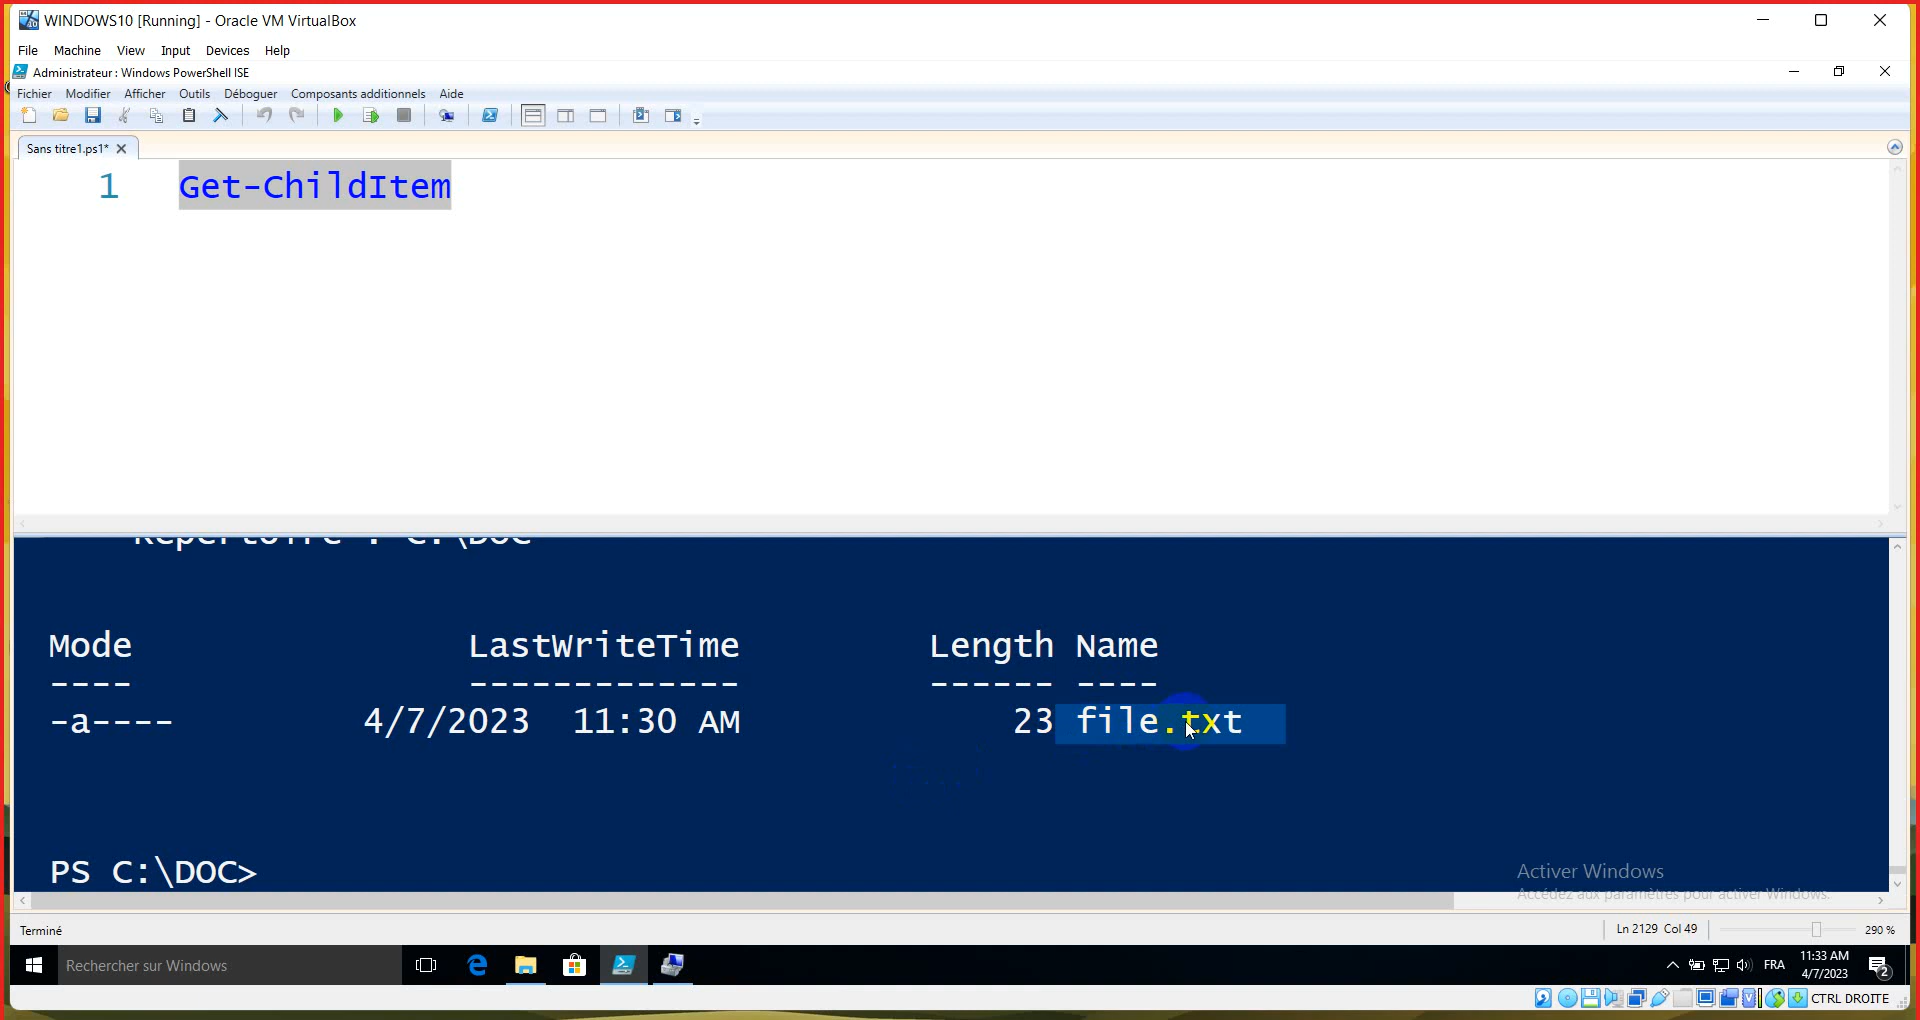 WINDOWS10 [Running] - Oracle VM VirtualBox
File Machine View Input Devices Help
Administrateur : Windows PowerShell ISE
Fichier Modifier Afficher Outils Déboguer Composants additionnels Aide
Sans titre1.ps1*
1 Get-ChildItem
Répertoire : C:\DOC
Mode LastWriteTime Length Name
---- ------------- ------ ----
-a---- 4/7/2023 11:30 AM 23 file.txt
PS C:\DOC>
Activer Windows
Accédez aux paramètres pour activer Windows.
Terminé
Ln 2129 Col 49
290 %
Rechercher sur Windows
FRA
11:33 AM
4/7/2023
2
CTRL DROITE